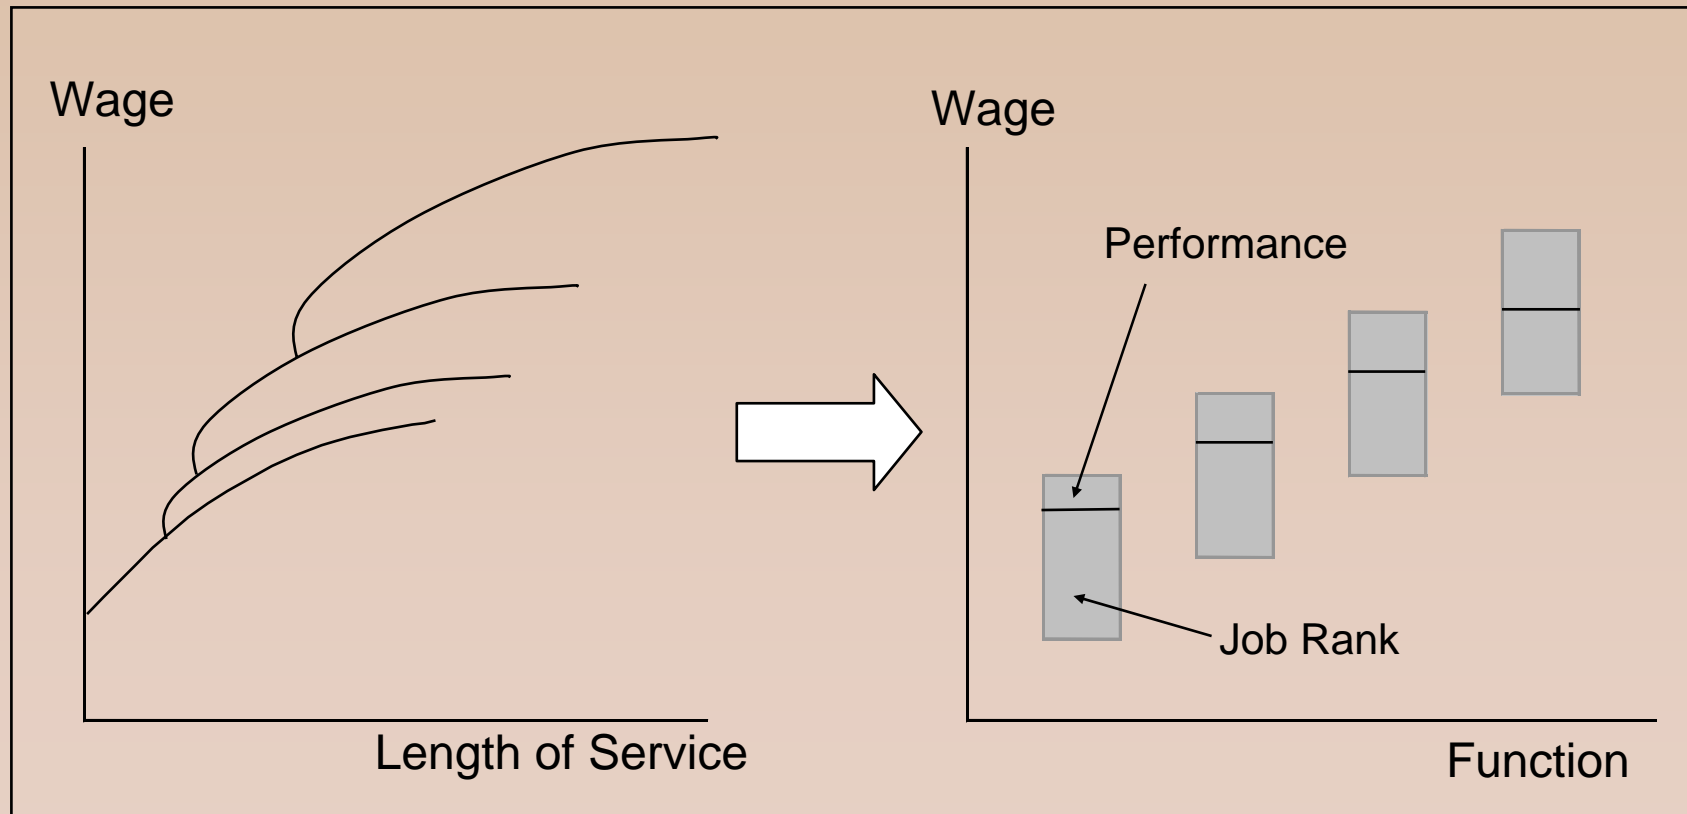 Wage
Length of Service
Wage
Performance
Job Rank
Function